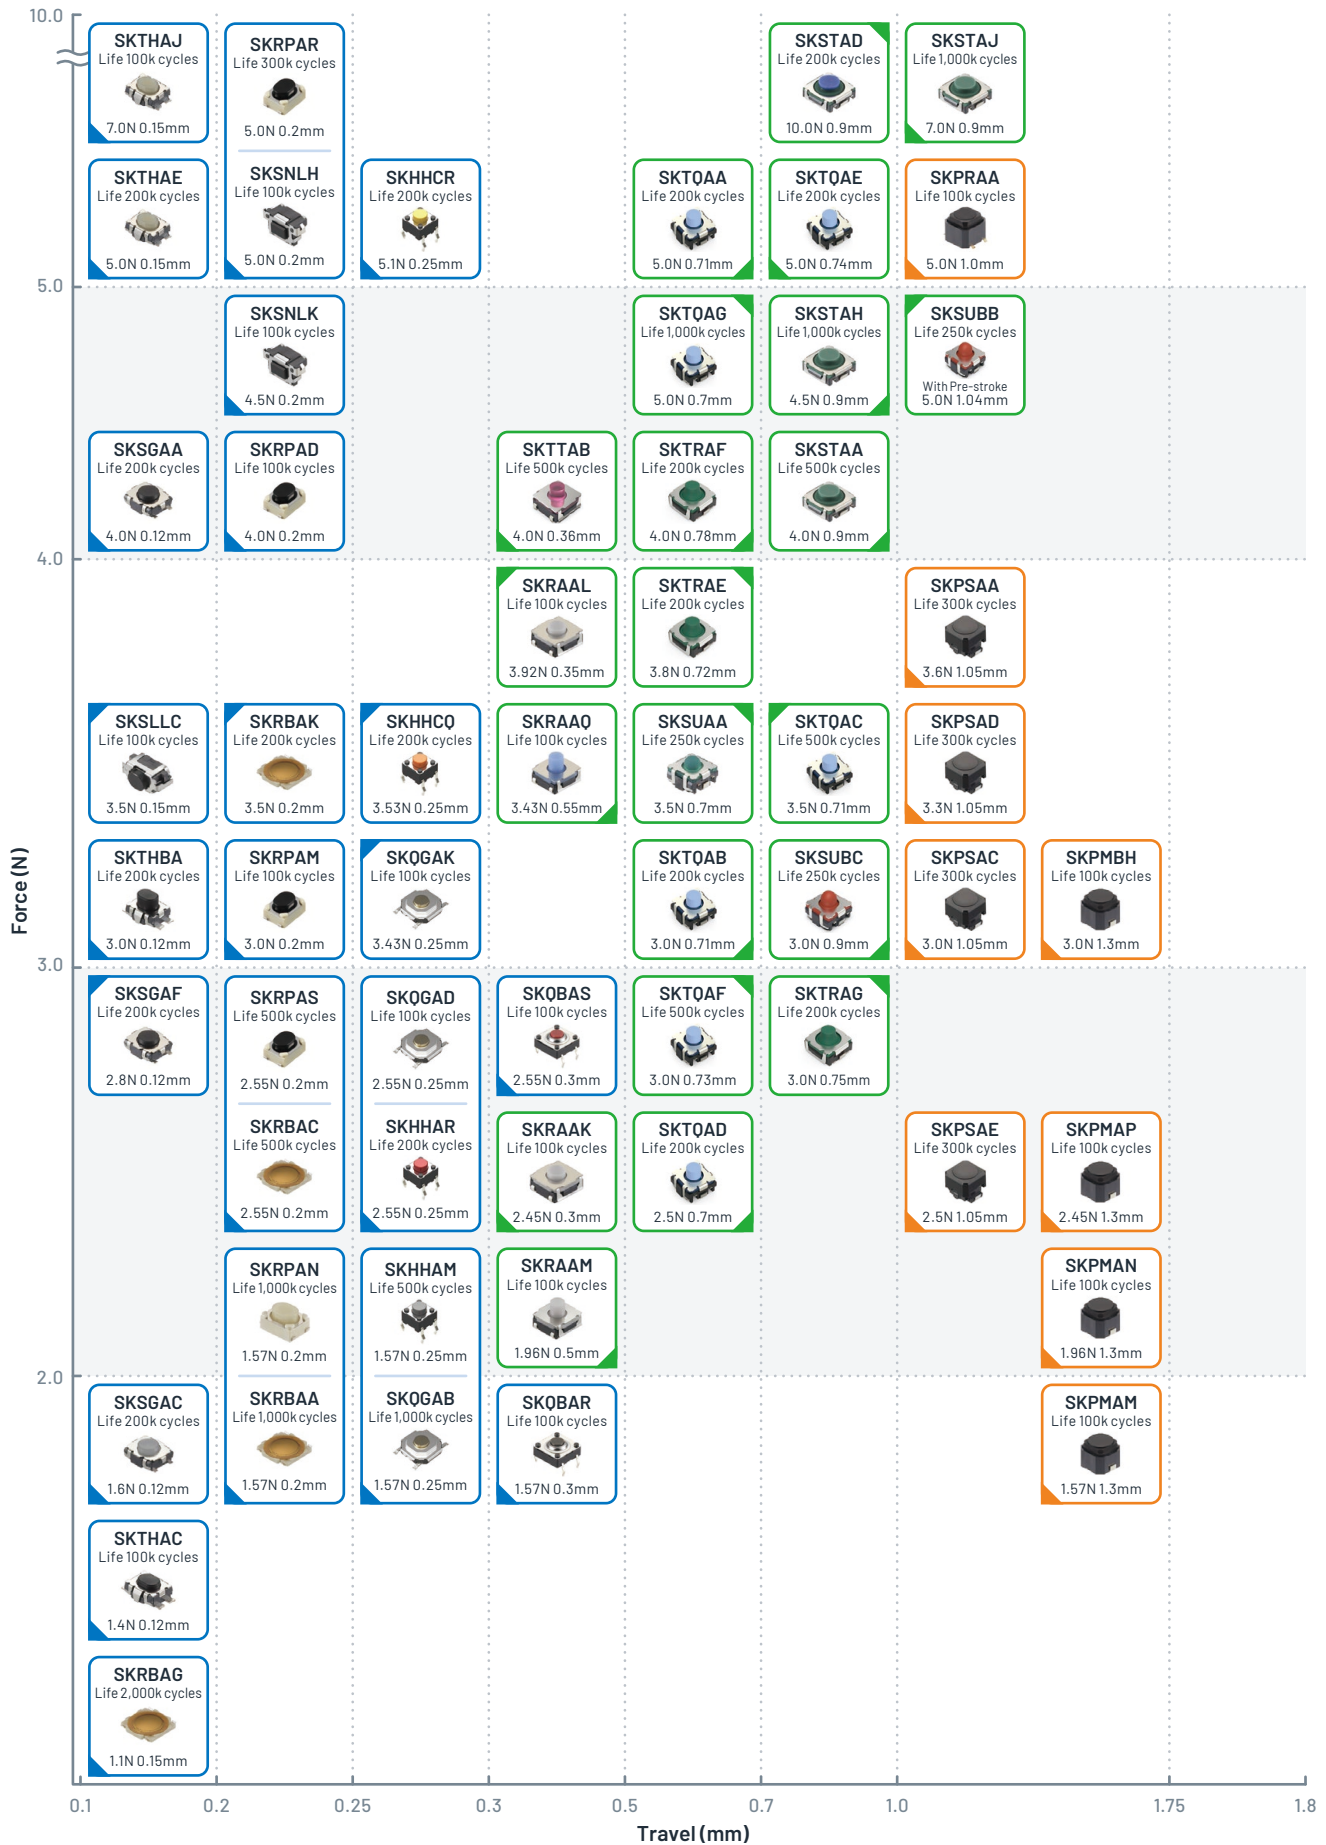 10.0
SKTHAJ
Life 100k cycles
7.0N 0.15mm
SKRPAR
Life 300k cycles
5.0N 0.2mm
SKSTAD
Life 200k cycles
10.0N 0.9mm
SKSTAJ
Life 1,000k cycles
7.0N 0.9mm
SKTHAE
Life 200k cycles
5.0N 0.15mm
SKSNLH
Life 100k cycles
5.0N 0.2mm
SKHHCR
Life 200k cycles
5.1N 0.25mm
SKTQAA
Life 200k cycles
5.0N 0.71mm
SKTQAE
Life 200k cycles
5.0N 0.74mm
SKPRAA
Life 100k cycles
5.0N 1.0mm
5.0
SKSNLK
Life 100k cycles
4.5N 0.2mm
SKTQAG
Life 1,000k cycles
5.0N 0.7mm
SKSTAH
Life 1,000k cycles
4.5N 0.9mm
SKSUBB
Life 250k cycles
With Pre-stroke
5.0N 1.04mm
SKSGAA
Life 200k cycles
4.0N 0.12mm
SKRPAD
Life 100k cycles
4.0N 0.2mm
SKTTAB
Life 500k cycles
4.0N 0.36mm
SKTRAF
Life 200k cycles
4.0N 0.78mm
SKSTAA
Life 500k cycles
4.0N 0.9mm
4.0
SKRAAL
Life 100k cycles
3.92N 0.35mm
SKTRAE
Life 200k cycles
3.8N 0.72mm
SKPSAA
Life 300k cycles
3.6N 1.05mm
SKSLLC
Life 100k cycles
3.5N 0.15mm
SKRBAK
Life 200k cycles
3.5N 0.2mm
SKHHCQ
Life 200k cycles
3.53N 0.25mm
SKRAAQ
Life 100k cycles
3.43N 0.55mm
SKSUAA
Life 250k cycles
3.5N 0.7mm
SKTQAC
Life 500k cycles
3.5N 0.71mm
SKPSAD
Life 300k cycles
3.3N 1.05mm
SKTHBA
Life 200k cycles
3.0N 0.12mm
SKRPAM
Life 100k cycles
3.0N 0.2mm
SKQGAK
Life 100k cycles
3.43N 0.25mm
SKTQAB
Life 200k cycles
3.0N 0.71mm
SKSUBC
Life 250k cycles
3.0N 0.9mm
SKPSAC
Life 300k cycles
3.0N 1.05mm
SKPMBH
Life 100k cycles
3.0N 1.3mm
Force (N)
3.0
SKSGAF
Life 200k cycles
2.8N 0.12mm
SKRPAS
Life 500k cycles
2.55N 0.2mm
SKQGAD
Life 100k cycles
2.55N 0.25mm
SKQBAS
Life 100k cycles
2.55N 0.3mm
SKTQAF
Life 500k cycles
3.0N 0.73mm
SKTRAG
Life 200k cycles
3.0N 0.75mm
SKRBAC
Life 500k cycles
2.55N 0.2mm
SKHHAR
Life 200k cycles
2.55N 0.25mm
SKRAAK
Life 100k cycles
2.45N 0.3mm
SKTQAD
Life 200k cycles
2.5N 0.7mm
SKPSAE
Life 300k cycles
2.5N 1.05mm
SKPMAP
Life 100k cycles
2.45N 1.3mm
SKRPAN
Life 1,000k cycles
1.57N 0.2mm
SKHHAM
Life 500k cycles
1.57N 0.25mm
SKRAAM
Life 100k cycles
1.96N 0.5mm
SKPMAN
Life 100k cycles
1.96N 1.3mm
2.0
SKSGAC
Life 200k cycles
1.6N 0.12mm
SKRBAA
Life 1,000k cycles
1.57N 0.2mm
SKQGAB
Life 1,000k cycles
1.57N 0.25mm
SKQBAR
Life 100k cycles
1.57N 0.3mm
SKPMAM
Life 100k cycles
1.57N 1.3mm
SKTHAC
Life 100k cycles
1.4N 0.12mm
SKRBAG
Life 2,000k cycles
1.1N 0.15mm
0.1 0.2 0.25 0.3 0.5 0.7 1.0 1.75 1.8
Travel (mm)